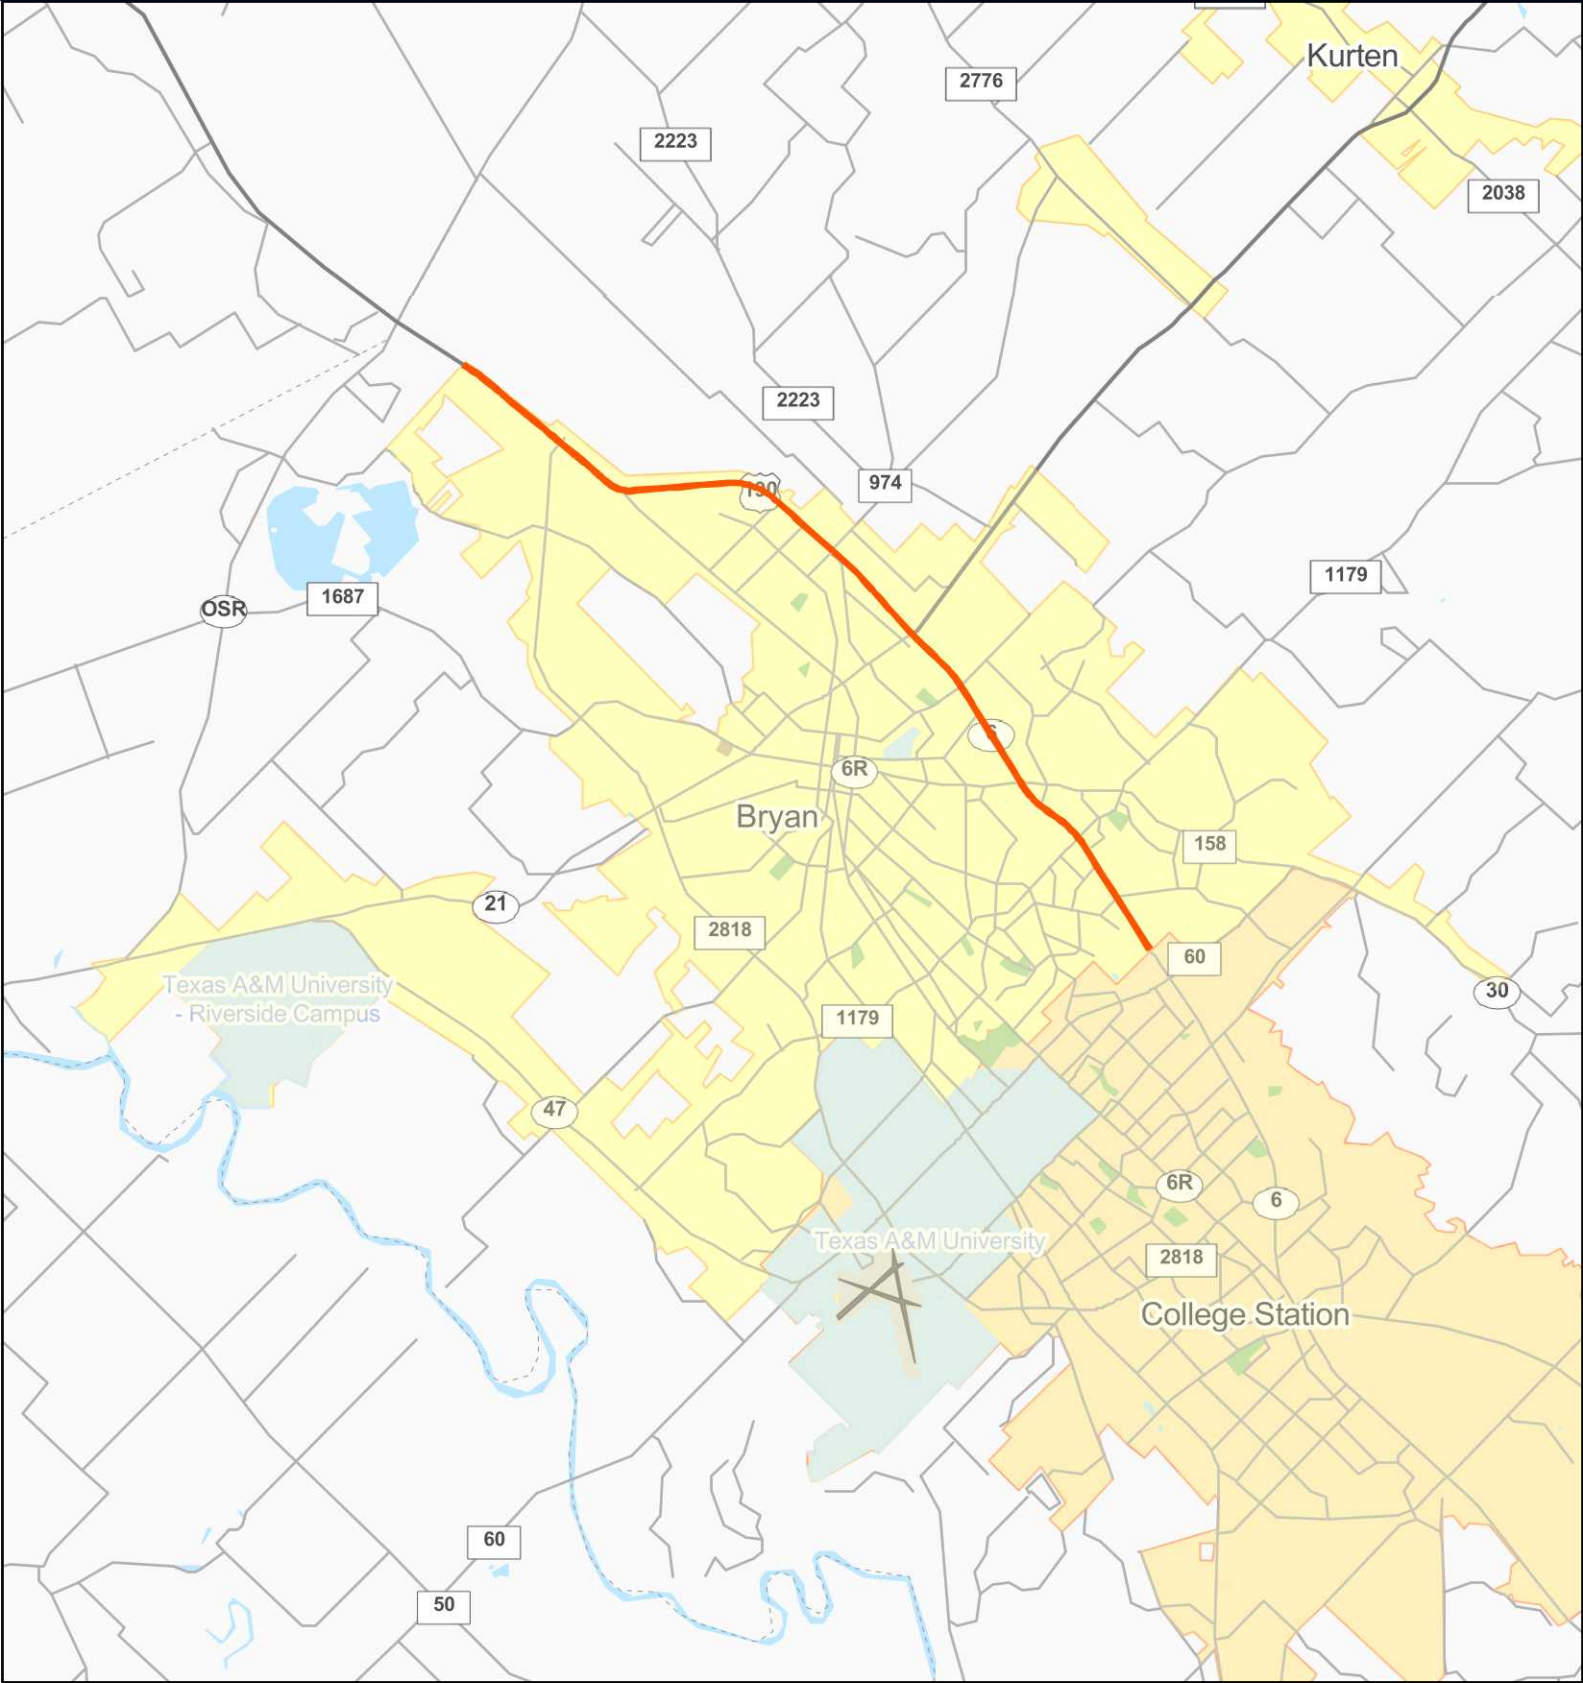 Kurten
2776
2223
2038
2223
190
974
1179
1687
OSR
6
6R
Bryan
158
21
2818
60
Texas A&M University
- Riverside Campus
30
1179
47
6R
6
Texas A&M University
2818
College Station
60
50